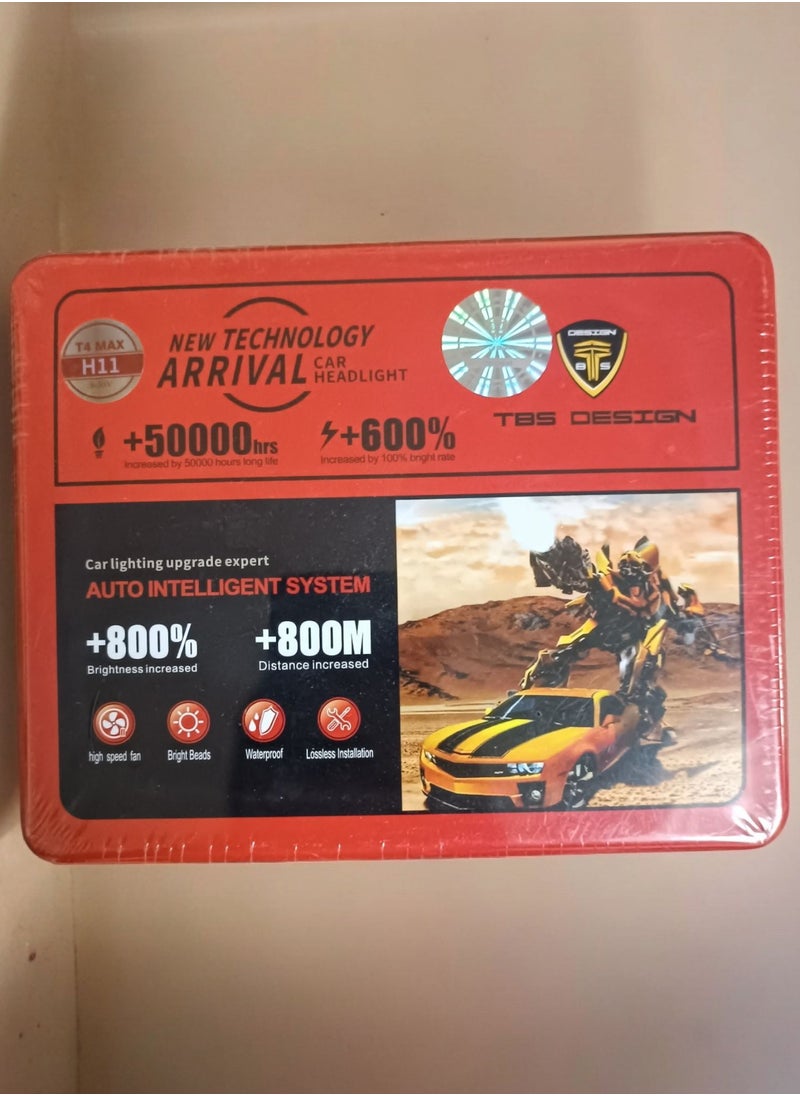 T4 MAX
H11
NEW TECHNOLOGY
ARRIVAL CAR
HEADLIGHT
DESIGN
T
B S
TBS DESIGN
+50000hrs
Increased by 50000 hours long life
+600%
Increased by 100% bright rate
Car lighting upgrade expert
AUTO INTELLIGENT SYSTEM
+800%
Brightness increased
+800M
Distance increased
high speed fan
Bright Beads
Waterproof
Lossless Installation